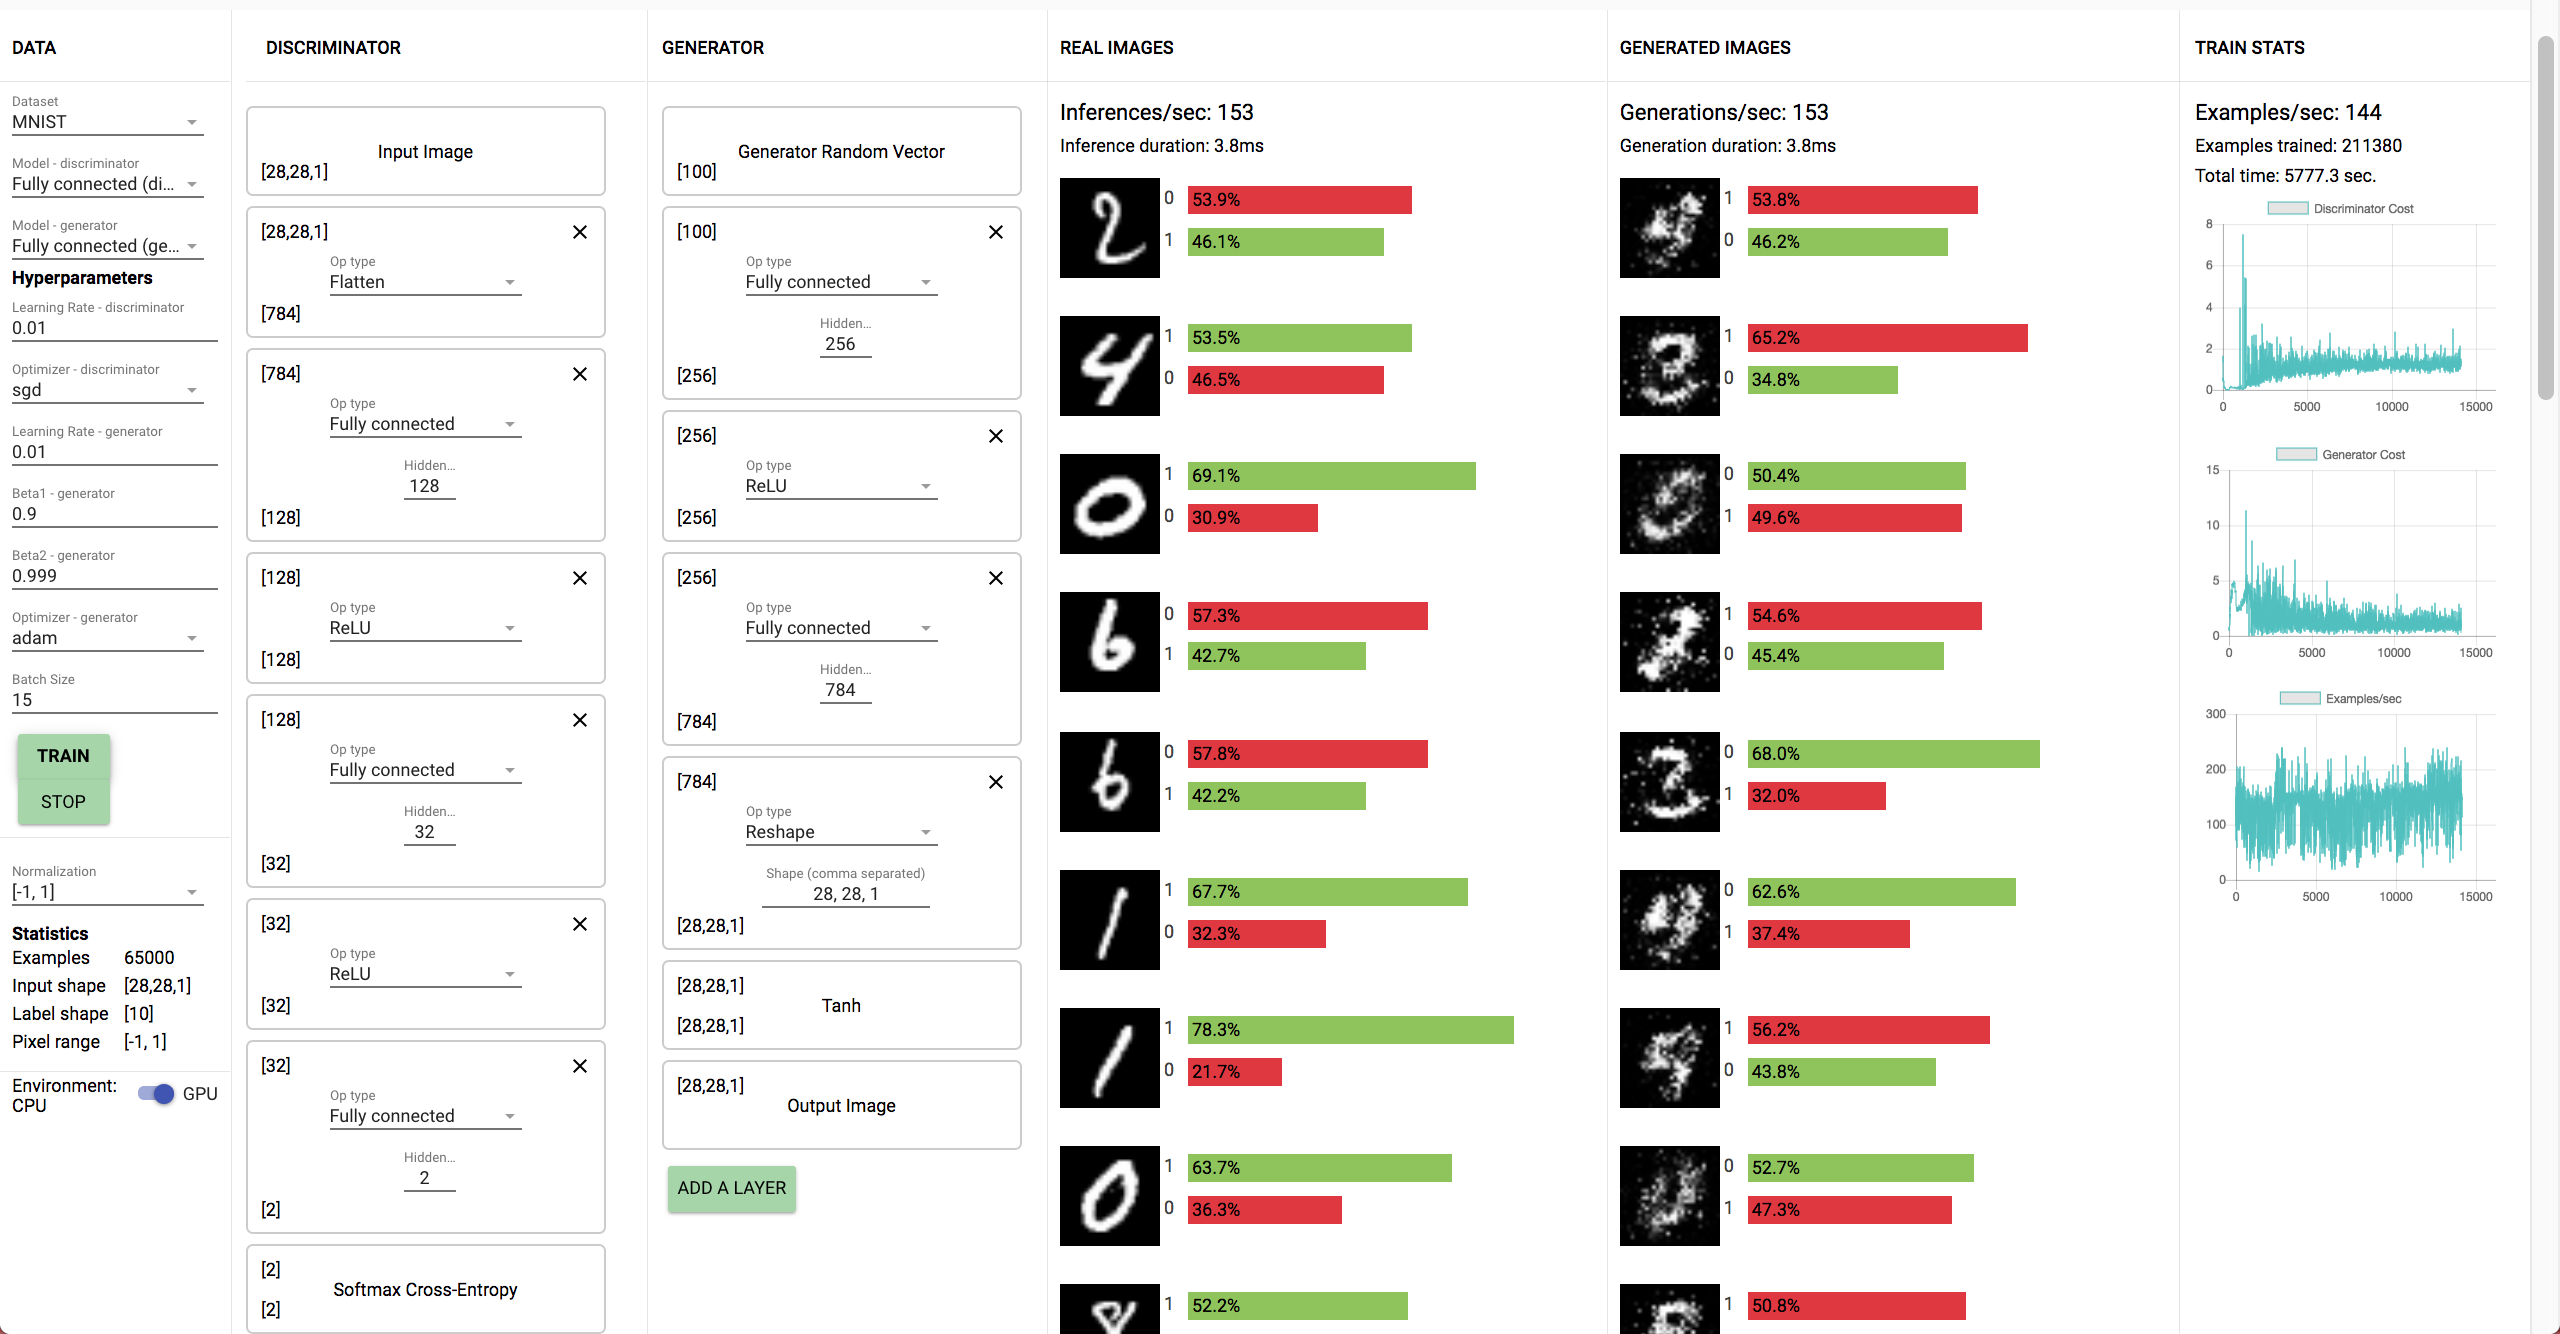 DATA
Dataset
MNIST
Model - discriminator
Fully connected (di...
Model - generator
Fully connected (ge...
Hyperparameters
Learning Rate - discriminator
0.01
Optimizer - discriminator
sgd
Learning Rate - generator
0.01
Beta1 - generator
0.9
Beta2 - generator
0.999
Optimizer - generator
adam
Batch Size
15
TRAIN
STOP
Normalization
[-1, 1]
Statistics
Examples 65000
Input shape [28,28,1]
Label shape [10]
Pixel range [-1, 1]
Environment:
CPU GPU
DISCRIMINATOR
Input Image
[28,28,1]
[28,28,1]
Op type
Flatten
[784]
[784]
Op type
Fully connected
Hidden...
128
[128]
[128]
Op type
ReLU
[128]
[128]
Op type
Fully connected
Hidden...
32
[32]
[32]
Op type
ReLU
[32]
[32]
Op type
Fully connected
Hidden...
2
[2]
[2]
Softmax Cross-Entropy
[2]
GENERATOR
Generator Random Vector
[100]
[100]
Op type
Fully connected
Hidden...
256
[256]
[256]
Op type
ReLU
[256]
[256]
Op type
Fully connected
Hidden...
784
[784]
[784]
Op type
Reshape
Shape (comma separated)
28, 28, 1
[28,28,1]
[28,28,1]
Tanh
[28,28,1]
[28,28,1]
Output Image
ADD A LAYER
REAL IMAGES
Inferences/sec: 153
Inference duration: 3.8ms
2
0 53.9%
1 46.1%
4
1 53.5%
0 46.5%
0
1 69.1%
0 30.9%
6
0 57.3%
1 42.7%
6
0 57.8%
1 42.2%
1
1 67.7%
0 32.3%
1
1 78.3%
0 21.7%
0
1 63.7%
0 36.3%
1 52.2%
GENERATED IMAGES
Generations/sec: 153
Generation duration: 3.8ms
1 53.8%
0 46.2%
3
1 65.2%
0 34.8%
0 50.4%
1 49.6%
1 54.6%
0 45.4%
0 68.0%
1 32.0%
0 62.6%
1 37.4%
1 56.2%
0 43.8%
0 52.7%
1 47.3%
1 50.8%
TRAIN STATS
Examples/sec: 144
Examples trained: 211380
Total time: 5777.3 sec.
Discriminator Cost
8
6
4
2
0
0 5000 10000 15000
Generator Cost
15
10
5
0
0 5000 10000 15000
Examples/sec
300
200
100
0
0 5000 10000 15000